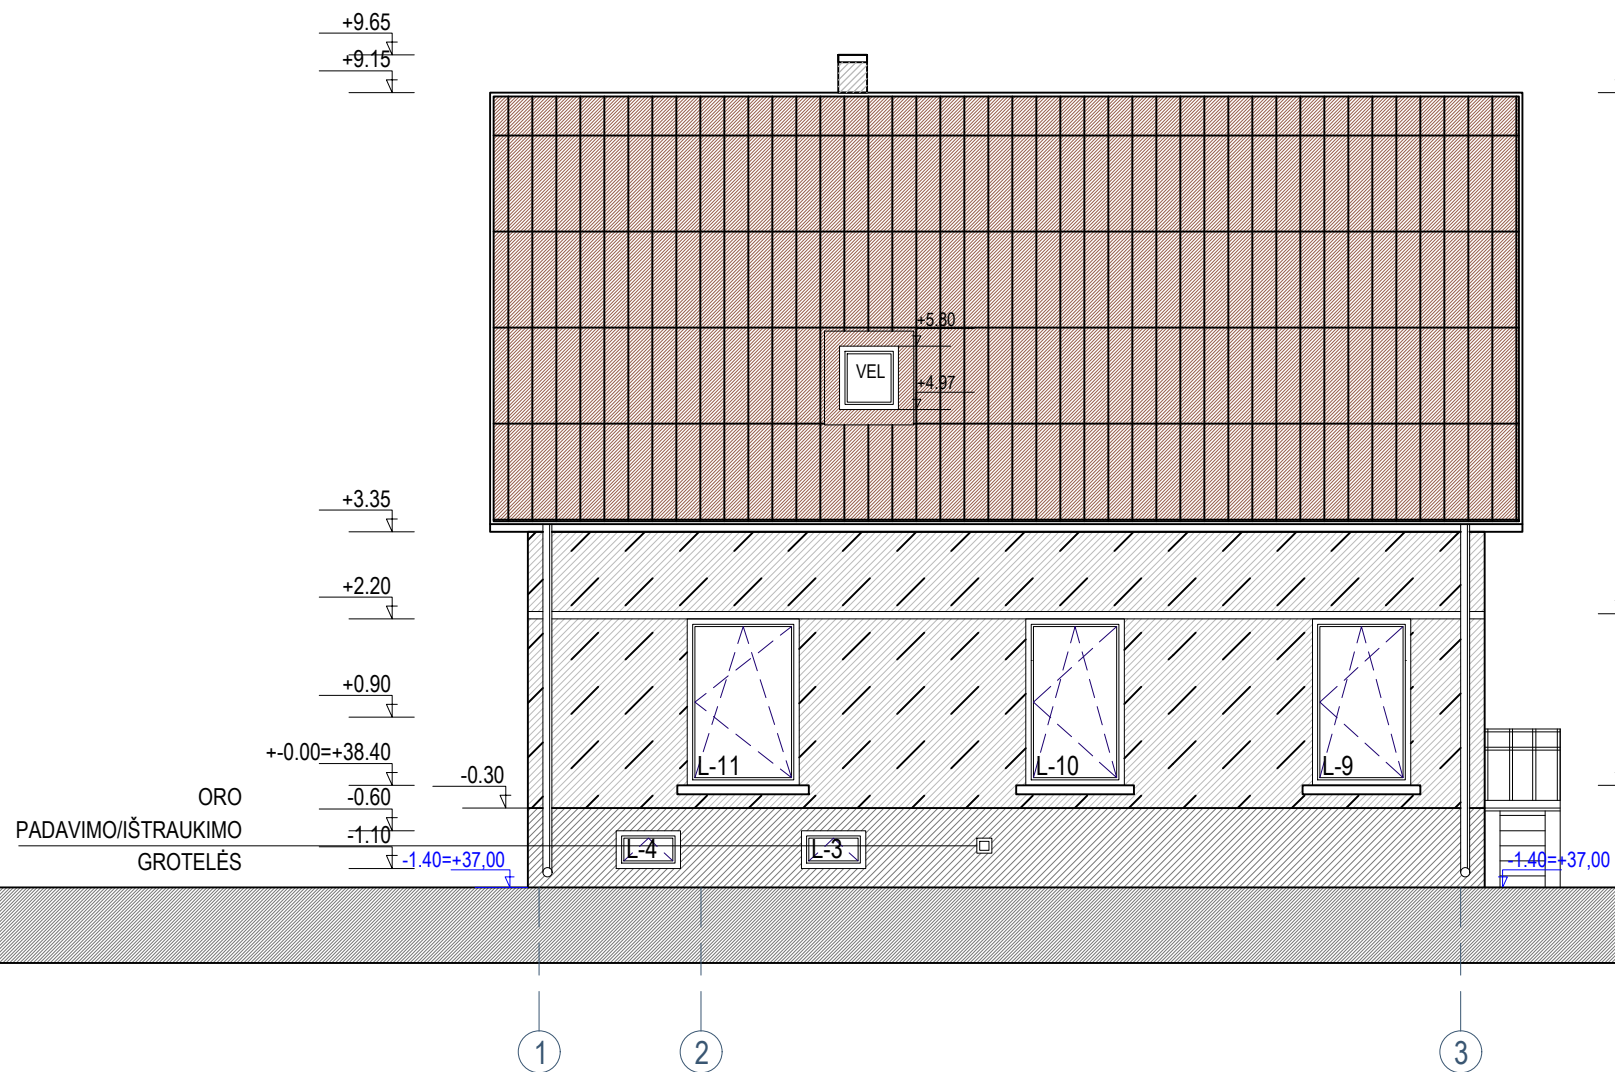 +9.65
+9.15
+5.80
VEL
+4.97
+3.35
+2.20
+0.90
+-0.00=+38.40
L-11
L-10
L-9
-0.30
ORO
-0.60
PADAVIMO/IŠTRAUKIMO
-1.10
L-4
L-3
GROTELĖS
-1.40=+37,00
-1.40=+37,00
1
2
3